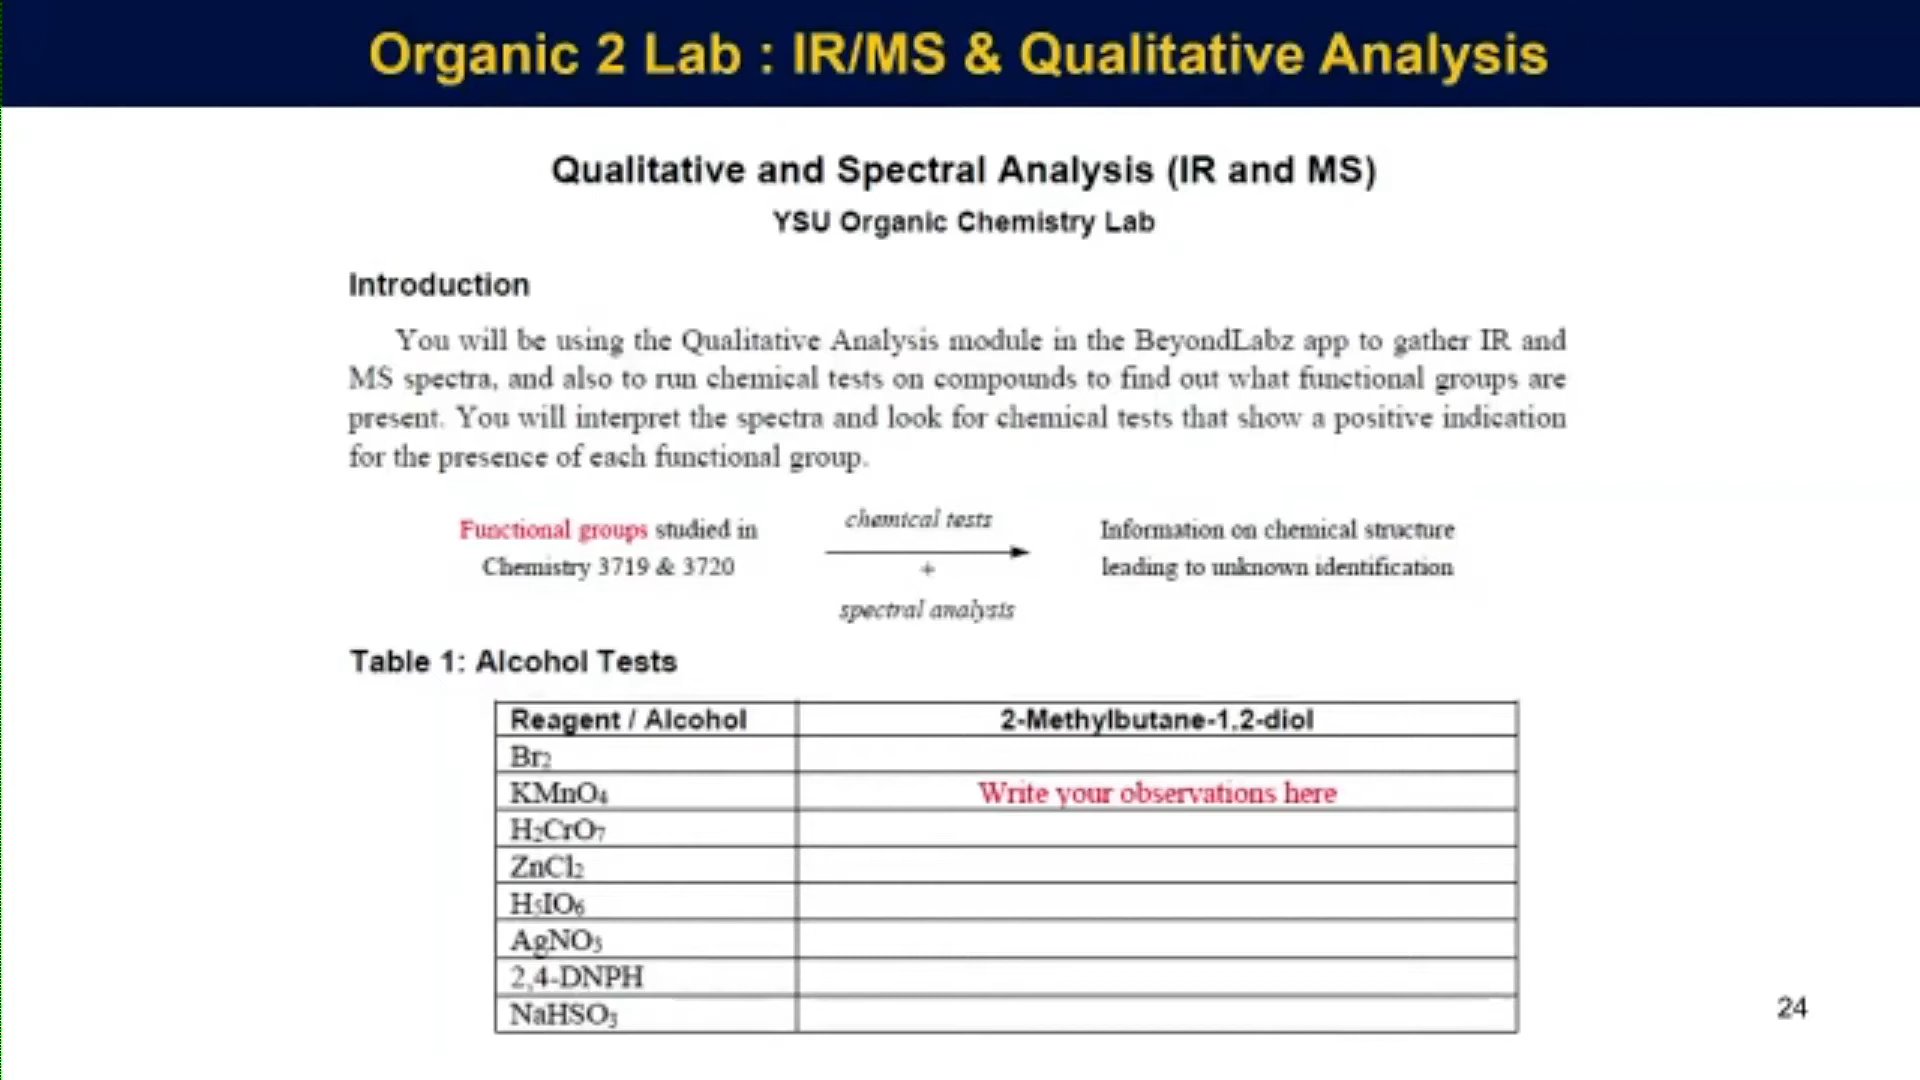 Organic 2 Lab : IR/MS & Qualitative Analysis
Qualitative and Spectral Analysis (IR and MS)
YSU Organic Chemistry Lab
Introduction
You will be using the Qualitative Analysis module in the BeyondLabz app to gather IR and
MS spectra, and also to run chemical tests on compounds to find out what functional groups are
present. You will interpret the spectra and look for chemical tests that show a positive indication
for the presence of each functional group.
Functional groups studied in
Chemistry 3719 & 3720
chemical tests
+
spectral analysis
Information on chemical structure
leading to unknown identification
Table 1: Alcohol Tests
Reagent / Alcohol 2-Methylbutane-1,2-diol
Br₂
KMnO₄ Write your observations here
H₂CrO₇
ZnCl₂
H₅IO₆
AgNO₃
2,4-DNPH
NaHSO₃
24